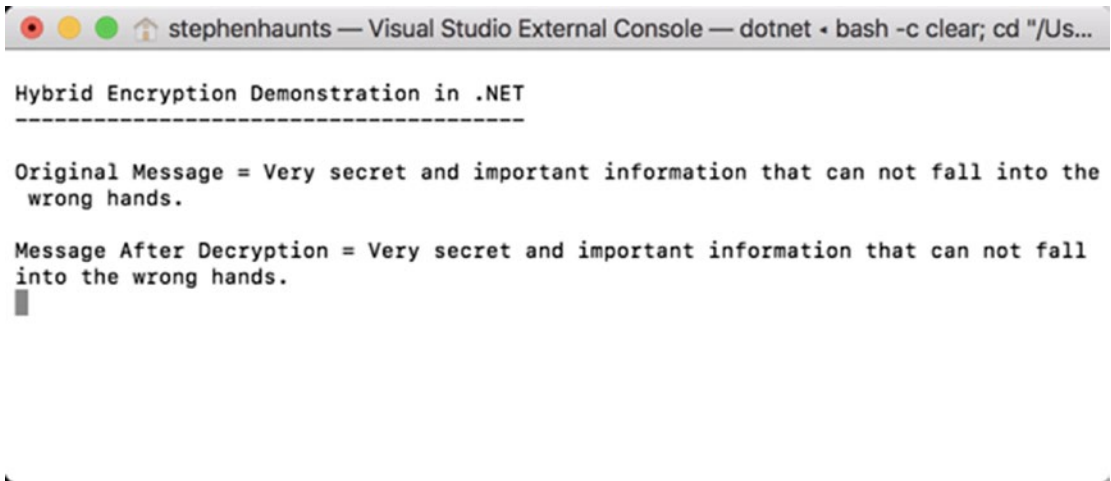 stephenhaunts — Visual Studio External Console — dotnet ◂ bash -c clear; cd "/Us...
Hybrid Encryption Demonstration in .NET
---------------------------------------
Original Message = Very secret and important information that can not fall into the
 wrong hands.
Message After Decryption = Very secret and important information that can not fall
into the wrong hands.